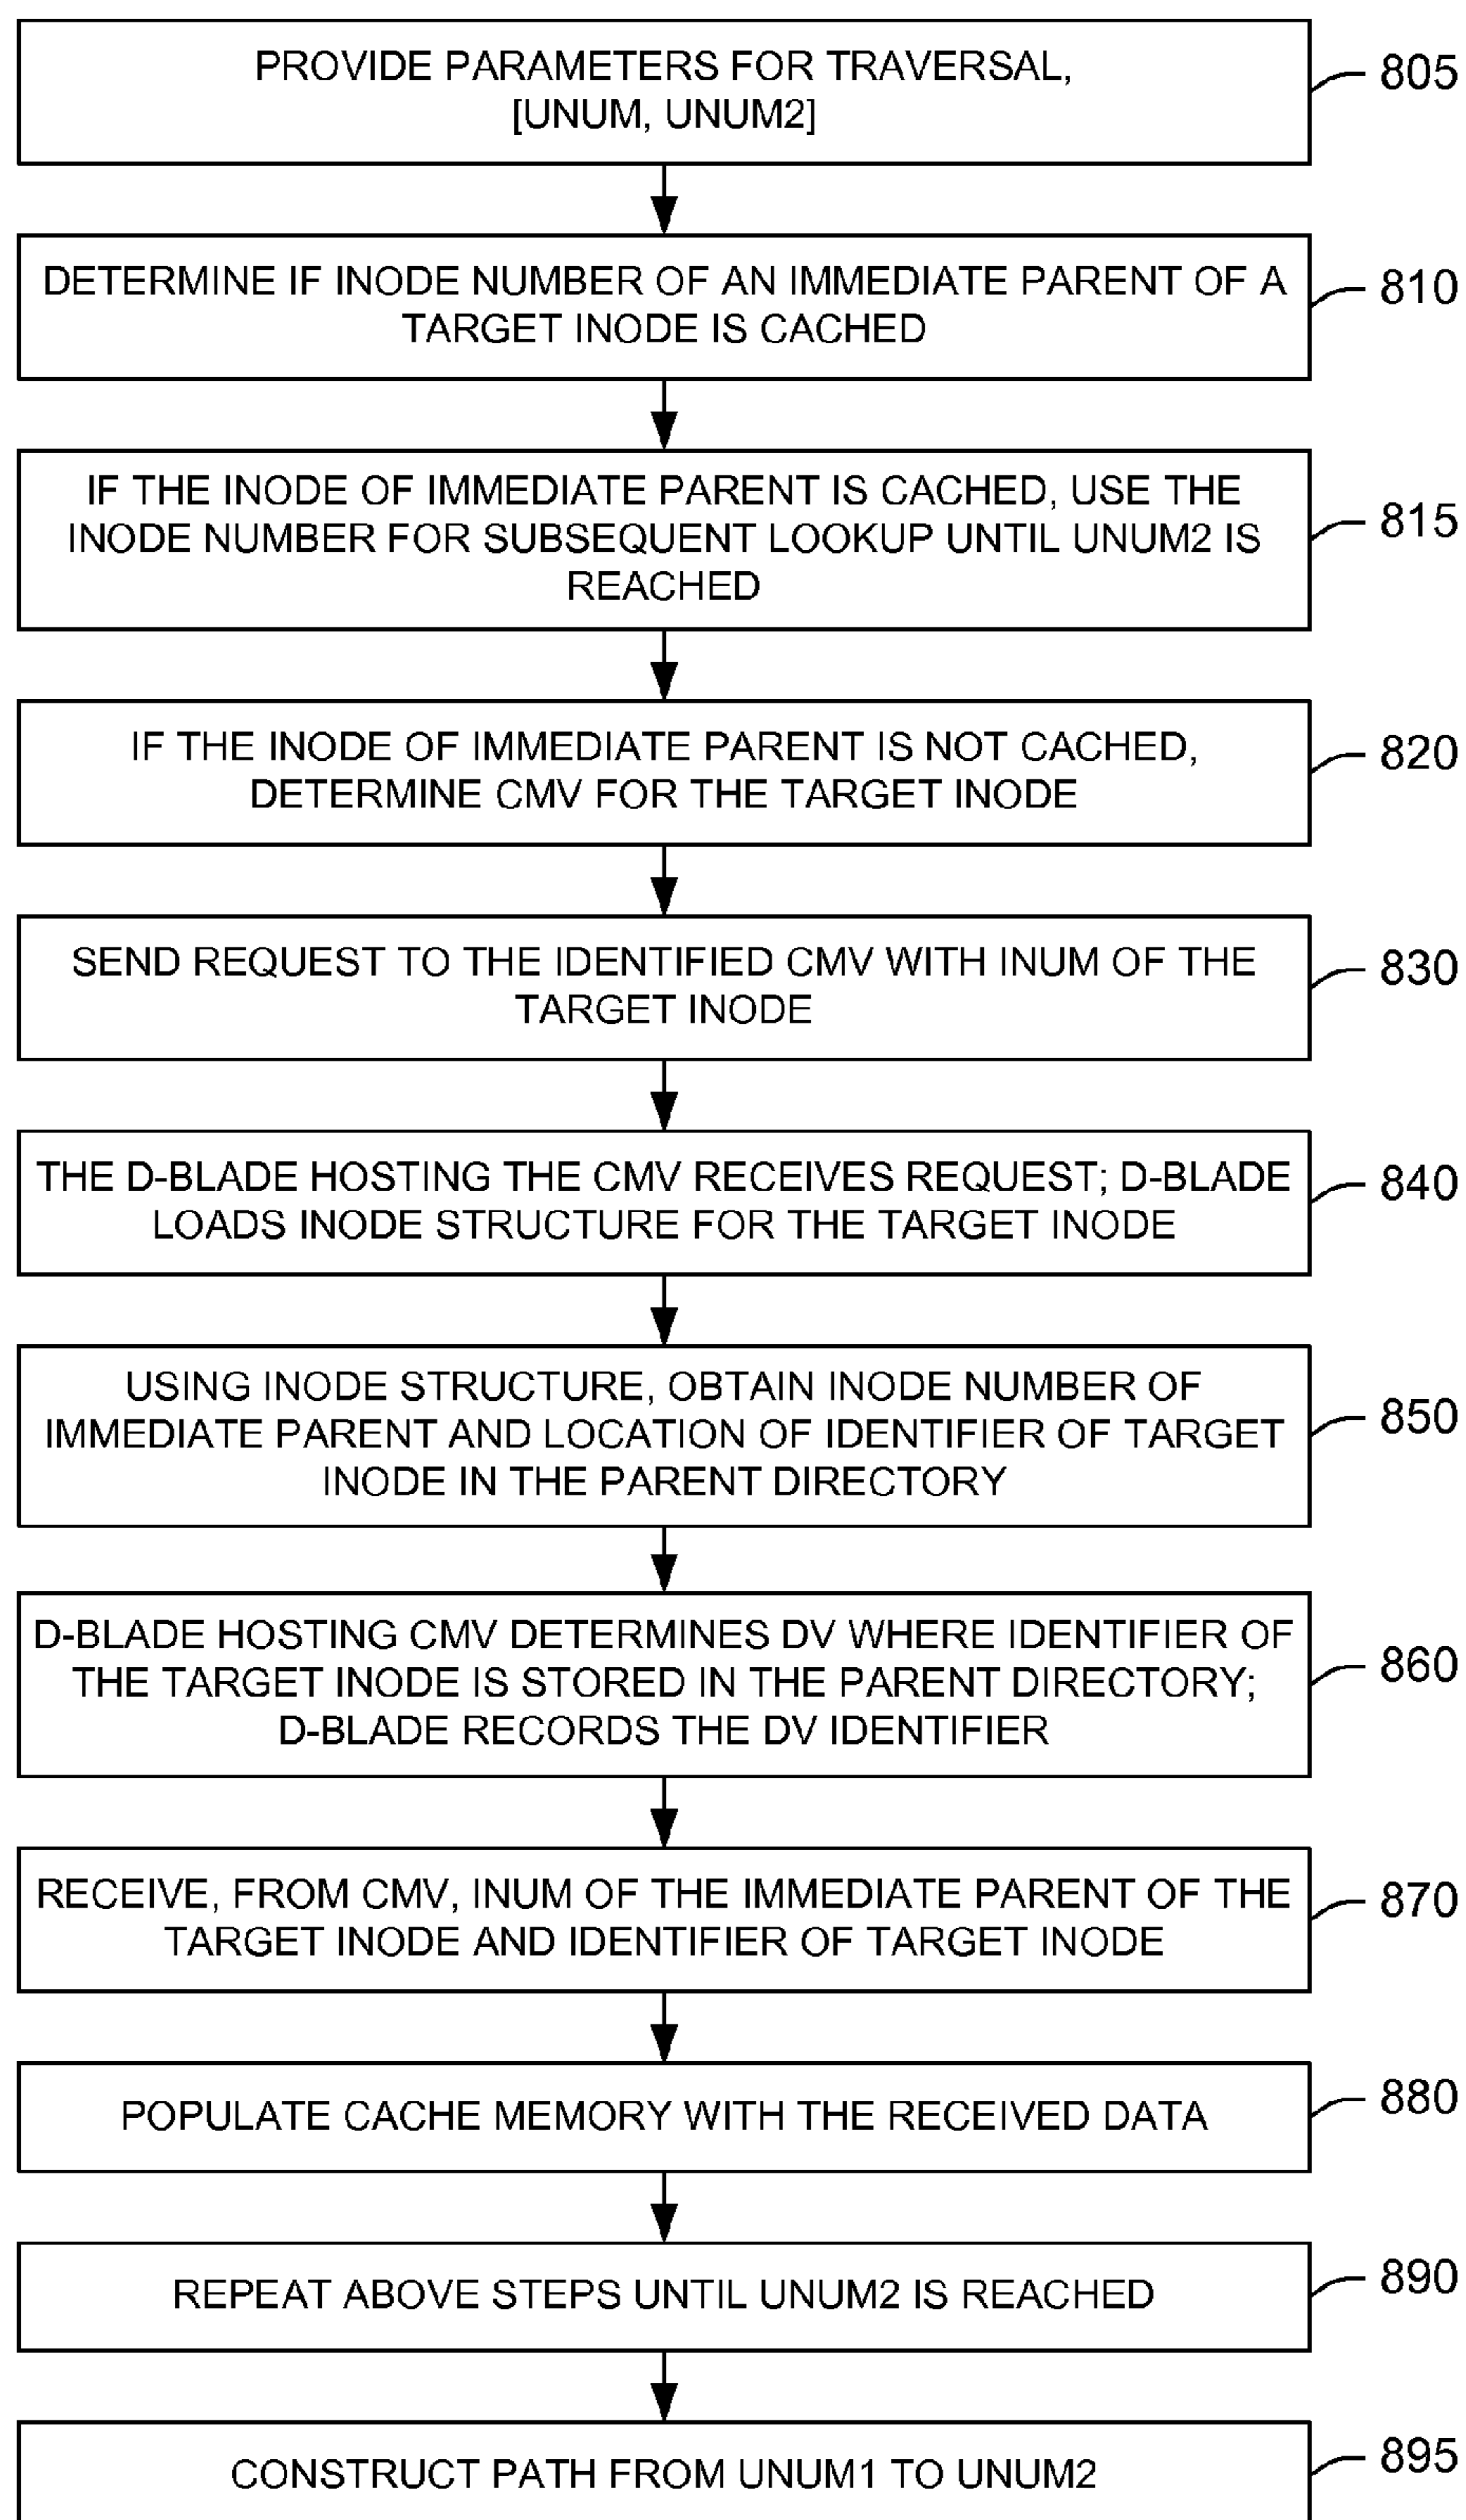 PROVIDE PARAMETERS FOR TRAVERSAL,
[UNUM, UNUM2]
805
DETERMINE IF INODE NUMBER OF AN IMMEDIATE PARENT OF A
TARGET INODE IS CACHED
810
IF THE INODE OF IMMEDIATE PARENT IS CACHED, USE THE
INODE NUMBER FOR SUBSEQUENT LOOKUP UNTIL UNUM2 IS
REACHED
815
IF THE INODE OF IMMEDIATE PARENT IS NOT CACHED,
DETERMINE CMV FOR THE TARGET INODE
820
SEND REQUEST TO THE IDENTIFIED CMV WITH INUM OF THE
TARGET INODE
830
THE D-BLADE HOSTING THE CMV RECEIVES REQUEST; D-BLADE
LOADS INODE STRUCTURE FOR THE TARGET INODE
840
USING INODE STRUCTURE, OBTAIN INODE NUMBER OF
IMMEDIATE PARENT AND LOCATION OF IDENTIFIER OF TARGET
INODE IN THE PARENT DIRECTORY
850
D-BLADE HOSTING CMV DETERMINES DV WHERE IDENTIFIER OF
THE TARGET INODE IS STORED IN THE PARENT DIRECTORY;
D-BLADE RECORDS THE DV IDENTIFIER
860
RECEIVE, FROM CMV, INUM OF THE IMMEDIATE PARENT OF THE
TARGET INODE AND IDENTIFIER OF TARGET INODE
870
POPULATE CACHE MEMORY WITH THE RECEIVED DATA
880
REPEAT ABOVE STEPS UNTIL UNUM2 IS REACHED
890
CONSTRUCT PATH FROM UNUM1 TO UNUM2
895